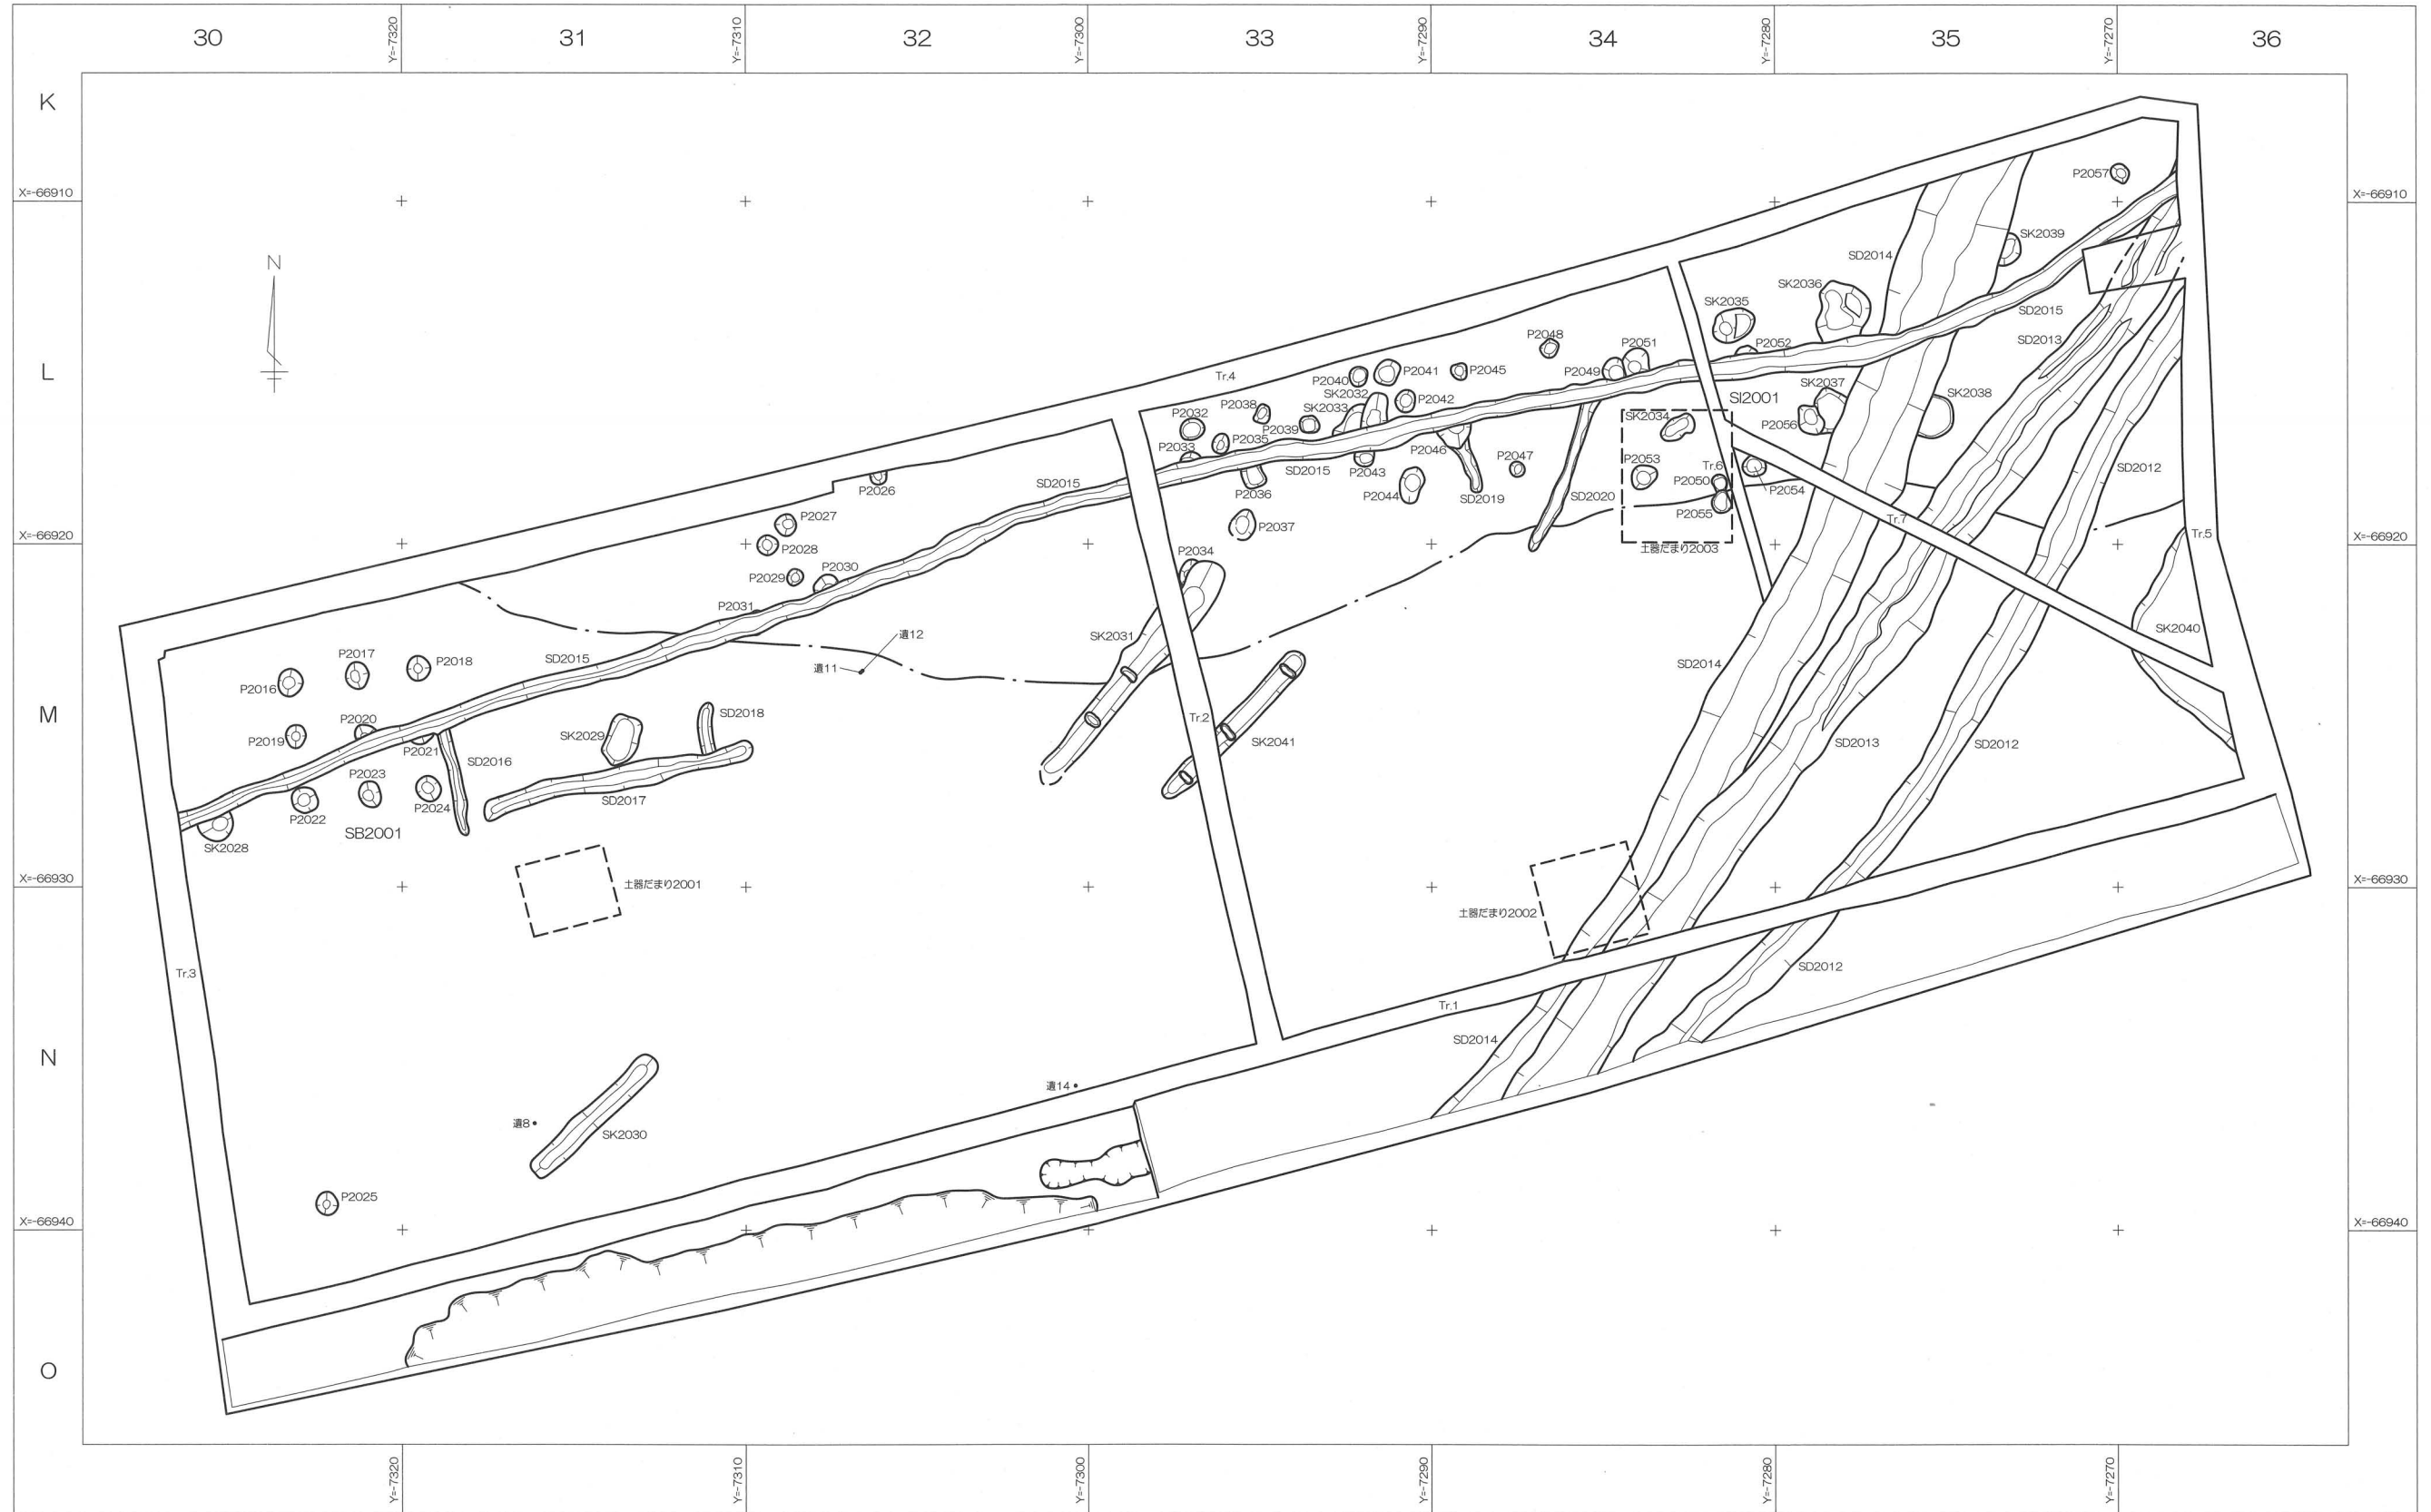 30
31
32
33
34
35
36
Y=-7320
Y=-7310
Y=-7300
Y=-7290
Y=-7280
Y=-7270
K
L
M
N
O
X=-66910
X=-66920
X=-66930
X=-66940
X=-66910
X=-66920
X=-66930
X=-66940
N
P2057
SK2039
SD2014
SK2036
SK2035
SD2015
SD2013
P2052
P2051
P2048
P2049
P2045
P2041
P2040
SK2032
P2042
SK2033
P2038
P2039
P2032
P2035
P2033
Tr.4
SK2037
SI2001
SK2038
SK2034
P2056
P2053
Tr.6
P2050
P2054
P2055
土器だまり2003
SD2012
Tr.7
Tr.5
SK2040
P2046
P2043
P2047
P2044
SD2019
SD2020
SD2015
P2036
P2037
P2034
SD2015
P2026
P2027
P2028
P2029
P2030
P2031
遺12
遺11
SK2031
Tr.2
SK2041
SD2014
SD2013
SD2012
SD2015
P2017
P2018
P2016
P2020
P2019
P2021
SD2016
SK2029
SD2018
P2023
P2024
SD2017
P2022
SB2001
SK2028
土器だまり2001
土器だまり2002
SD2012
Tr.3
Tr.1
SD2014
遺14
遺8
SK2030
P2025
Y=-7320
Y=-7310
Y=-7300
Y=-7290
Y=-7280
Y=-7270